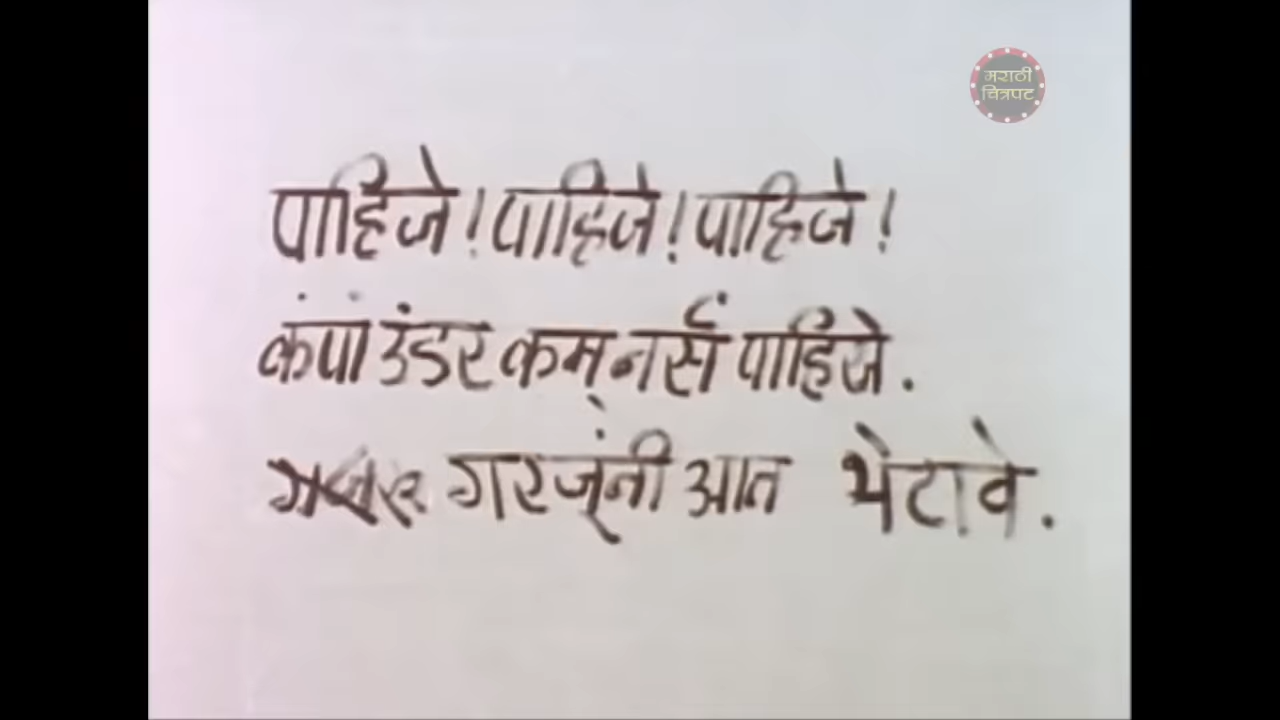 मराठी
चित्रपट
पाहिजे! पाहिजे! पाहिजे!
कंपांउंडर कम् नर्सं पाहिजे.
गरजूंनी आत भेटावे.